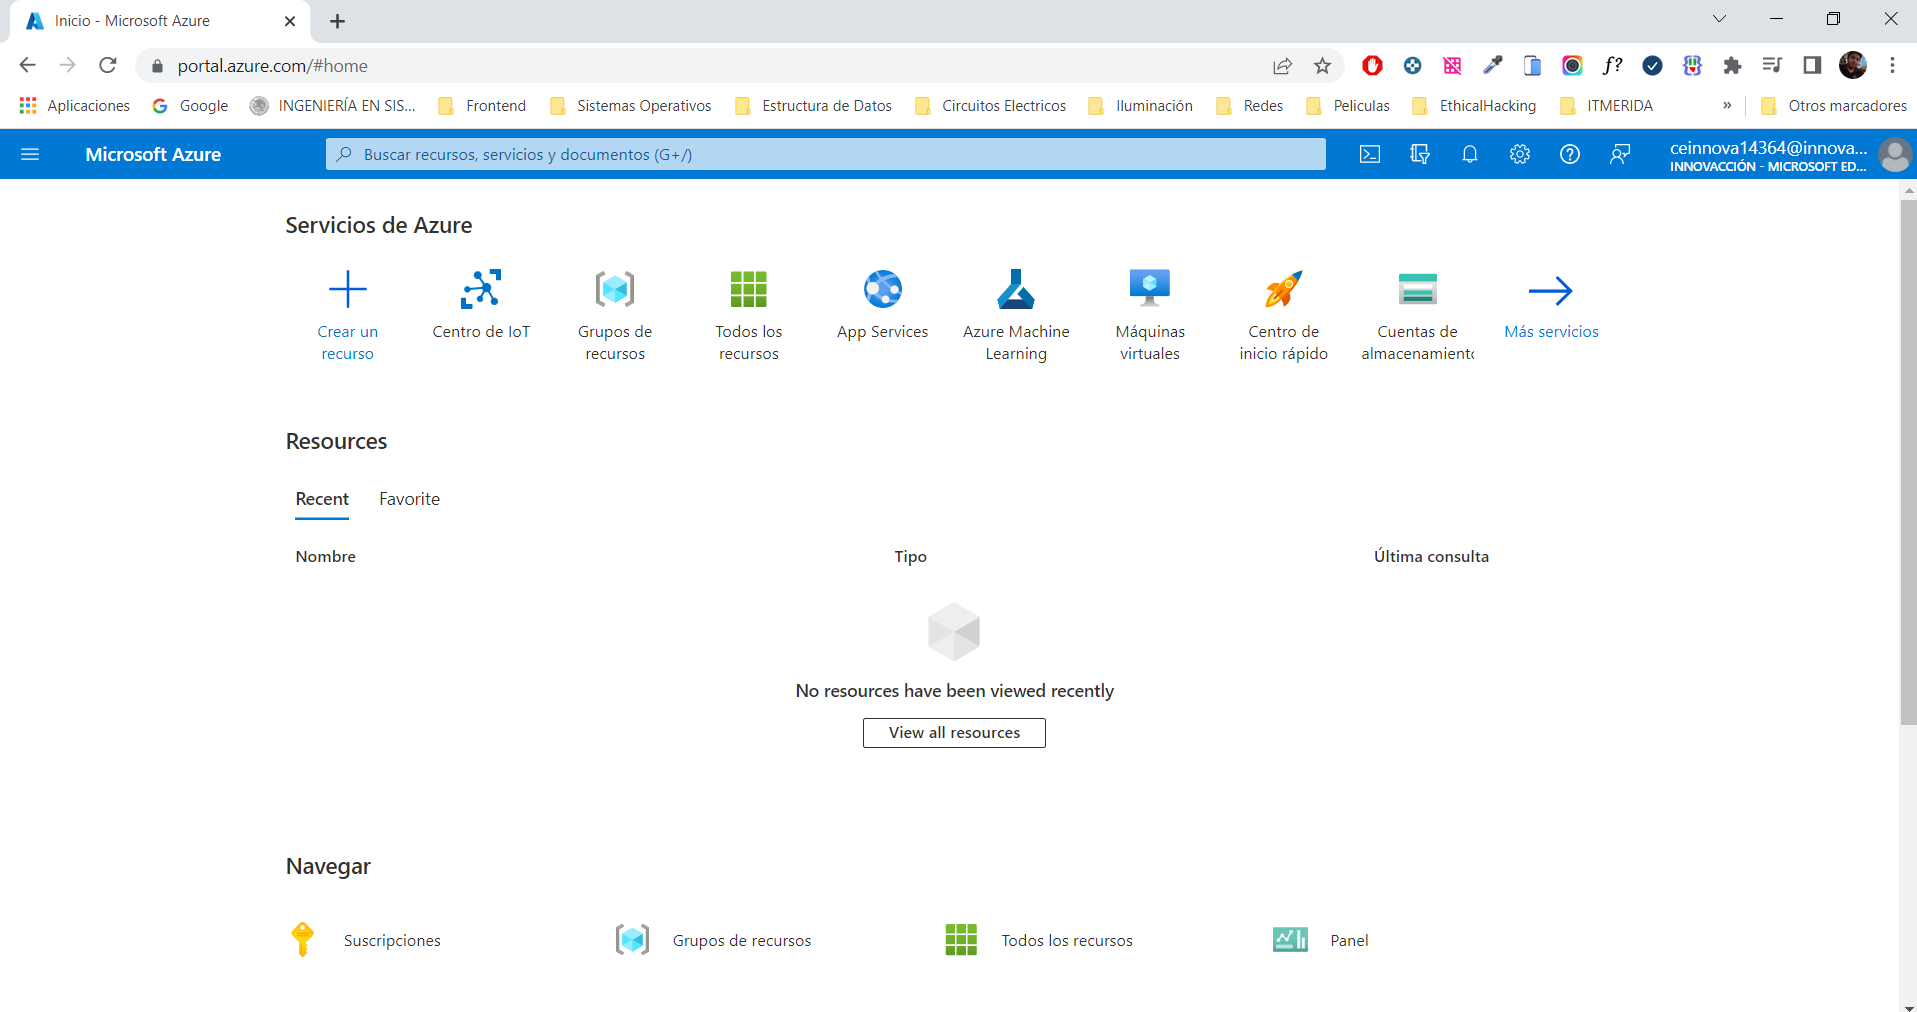 Inicio - Microsoft Azure
portal.azure.com/#home
f?
Aplicaciones
Google
INGENIERÍA EN SIS...
Frontend
Sistemas Operativos
Estructura de Datos
Circuitos Electricos
Iluminación
Redes
Peliculas
EthicalHacking
ITMERIDA
»
Otros marcadores
Microsoft Azure
Buscar recursos, servicios y documentos (G+/)
ceinnova14364@innova...
INNOVACCIÓN - MICROSOFT ED...
Servicios de Azure
Crear un
recurso
Centro de IoT
Grupos de
recursos
Todos los
recursos
App Services
Azure Machine
Learning
Máquinas
virtuales
Centro de
inicio rápido
Cuentas de
almacenamiento
Más servicios
Resources
Recent
Favorite
Nombre
Tipo
Última consulta
No resources have been viewed recently
View all resources
Navegar
Suscripciones
Grupos de recursos
Todos los recursos
Panel